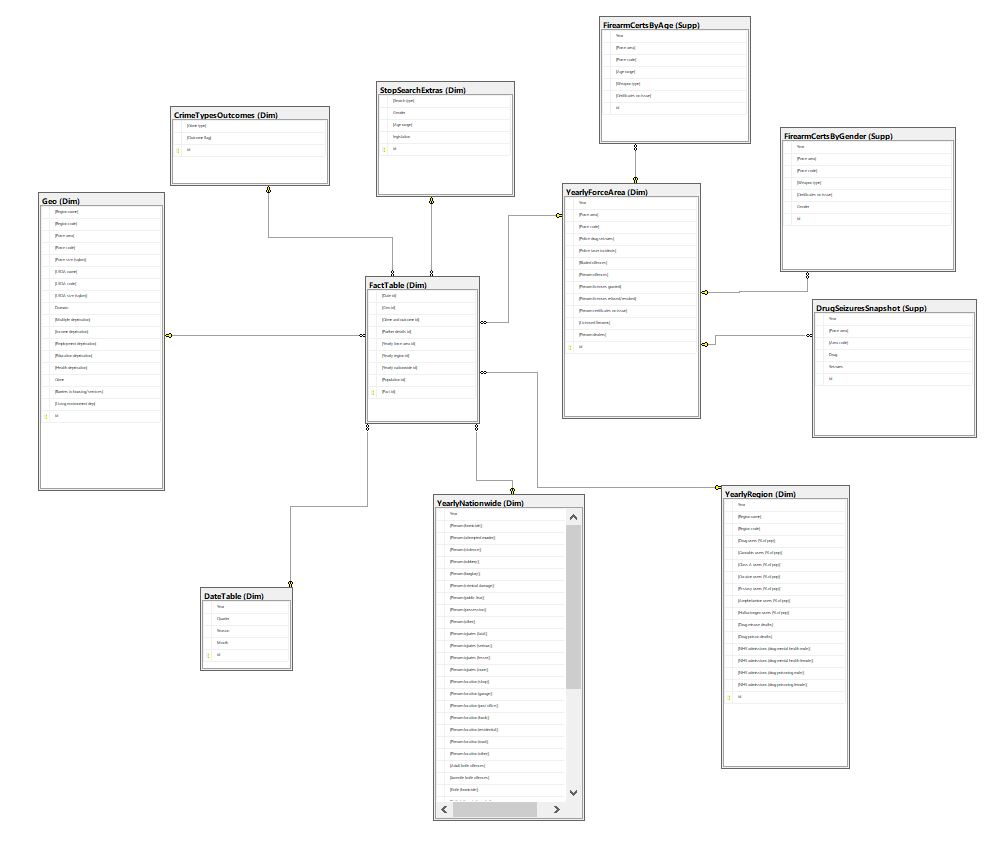 FirearmCertsByAge (Supp)
Year
[Force area]
[Force code]
[Age range]
[Weapon type]
[Certificates on issue]
id
StopSearchExtras (Dim)
[Search type]
Gender
[Age range]
legislation
id
CrimeTypesOutcomes (Dim)
[Crime type]
[Outcome flag]
id
FirearmCertsByGender (Supp)
Year
[Force area]
[Force code]
[Weapon type]
[Certificates on issue]
Gender
id
Geo (Dim)
[Region name]
[Region code]
[Force area]
[Force code]
[Force size (sqkm)]
[LSOA name]
[LSOA code]
[LSOA size (sqkm)]
[Multiple deprivation]
[Income deprivation]
[Employment deprivation]
[Education deprivation]
[Health deprivation]
Crime
[Barriers to housing/services]
[Living environment dep]
id
YearlyForceArea (Dim)
Year
[Force area]
[Force code]
[Police drug seizures]
[Police taser incidents]
[Bladed offences]
[Firearm offences]
[Firearm licenses granted]
[Firearm licenses refused/revoked]
[Firearm certificates on issue]
[Licensed firearms]
[Firearm dealers]
id
FactTable (Dim)
[Date id]
[Geo id]
[Crime and outcome id]
[Further details id]
[Yearly force area id]
[Yearly region id]
[Yearly nationwide id]
[Population id]
[Fact id]
DrugSeizuresSnapshot (Supp)
Year
[Force area]
[Area code]
Drug
Seizures
id
YearlyNationwide (Dim)
Year
[Firearm homicide]
[Firearm attempted murder]
[Firearm violence]
[Firearm robbery]
[Firearm burglary]
[Firearm criminal damage]
[Firearm public fear]
[Firearm possession]
[Firearm other]
[Firearm injuries (fatal)]
[Firearm injuries (serious)]
[Firearm injuries (lesser)]
[Firearm injuries (none)]
[Firearm location (shop)]
[Firearm location (garage)]
[Firearm location (post office)]
[Firearm location (bank)]
[Firearm location (residential)]
[Firearm location (road)]
[Firearm location (other)]
[Adult knife offences]
[Juvenile knife offences]
[Knife (homicide)]
YearlyRegion (Dim)
Year
[Region name]
[Region code]
[Drug users (% of pop)]
[Cannabis users (% of pop)]
[Class A users (% of pop)]
[Cocaine users (% of pop)]
[Ecstasy users (% of pop)]
[Amphetamine users (% of pop)]
[Hallucinogen users (% of pop)]
[Drug misuse deaths]
[Drug poison deaths]
[NHS admissions (drug mental health male)]
[NHS admissions (drug mental health female)]
[NHS admissions (drug poisoning male)]
[NHS admissions (drug poisoning female)]
id
DateTable (Dim)
Year
Quarter
Season
Month
id